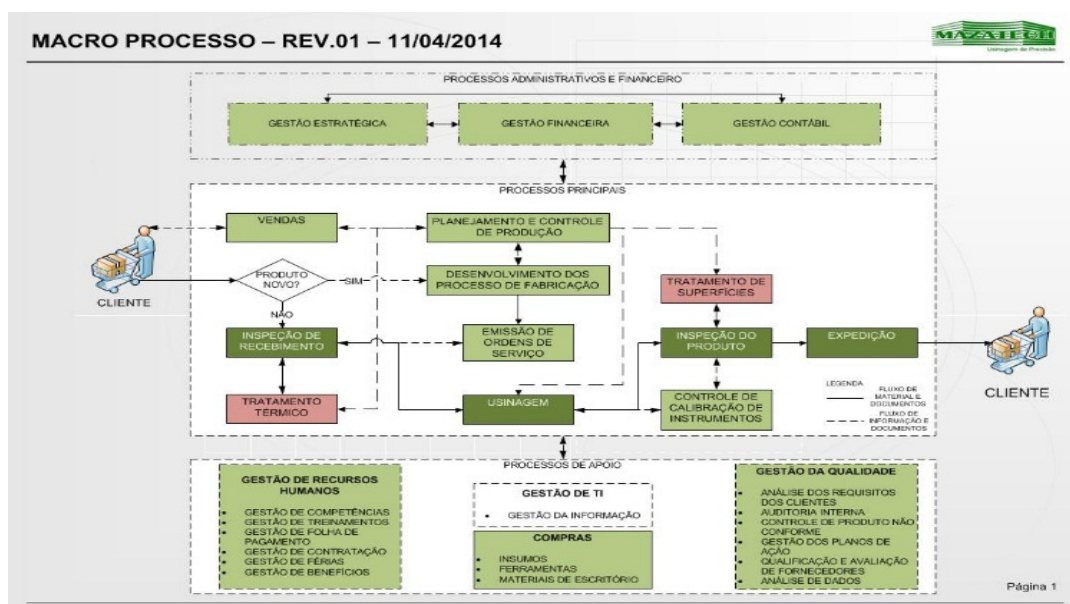 MACRO PROCESSO – REV.01 – 11/04/2014
MAZATECH
Usinagem de Precisão
PROCESSOS ADMINISTRATIVOS E FINANCEIRO
GESTÃO ESTRATÉGICA
GESTÃO FINANCEIRA
GESTÃO CONTÁBIL
PROCESSOS PRINCIPAIS
VENDAS
PLANEJAMENTO E CONTROLE
DE PRODUÇÃO
CLIENTE
PRODUTO
NOVO?
SIM
NÃO
DESENVOLVIMENTO DOS
PROCESSO DE FABRICAÇÃO
TRATAMENTO DE
SUPERFÍCIES
INSPEÇÃO DE
RECEBIMENTO
EMISSÃO DE
ORDENS DE
SERVIÇO
INSPEÇÃO DO
PRODUTO
EXPEDIÇÃO
CLIENTE
TRATAMENTO
TÉRMICO
USINAGEM
CONTROLE DE
CALIBRAÇÃO DE
INSTRUMENTOS
LEGENDA
FLUXO DE
MATERIAL E
DOCUMENTOS
FLUXO DE
INFORMAÇÃO E
DOCUMENTOS
PROCESSOS DE APOIO
GESTÃO DE RECURSOS
HUMANOS
• GESTÃO DE COMPETÊNCIAS
• GESTÃO DE TREINAMENTOS
• GESTÃO DE FOLHA DE
PAGAMENTO
• GESTÃO DE CONTRATAÇÃO
• GESTÃO DE FÉRIAS
• GESTÃO DE BENEFÍCIOS
GESTÃO DE TI
• GESTÃO DA INFORMAÇÃO
COMPRAS
• INSUMOS
• FERRAMENTAS
• MATERIAIS DE ESCRITÓRIO
GESTÃO DA QUALIDADE
• ANÁLISE DOS REQUISITOS
DOS CLIENTES
• AUDITORIA INTERNA
• CONTROLE DE PRODUTO NÃO
CONFORME
• GESTÃO DOS PLANOS DE
AÇÃO
• QUALIFICAÇÃO E AVALIAÇÃO
DE FORNECEDORES
• ANÁLISE DE DADOS
Página 1